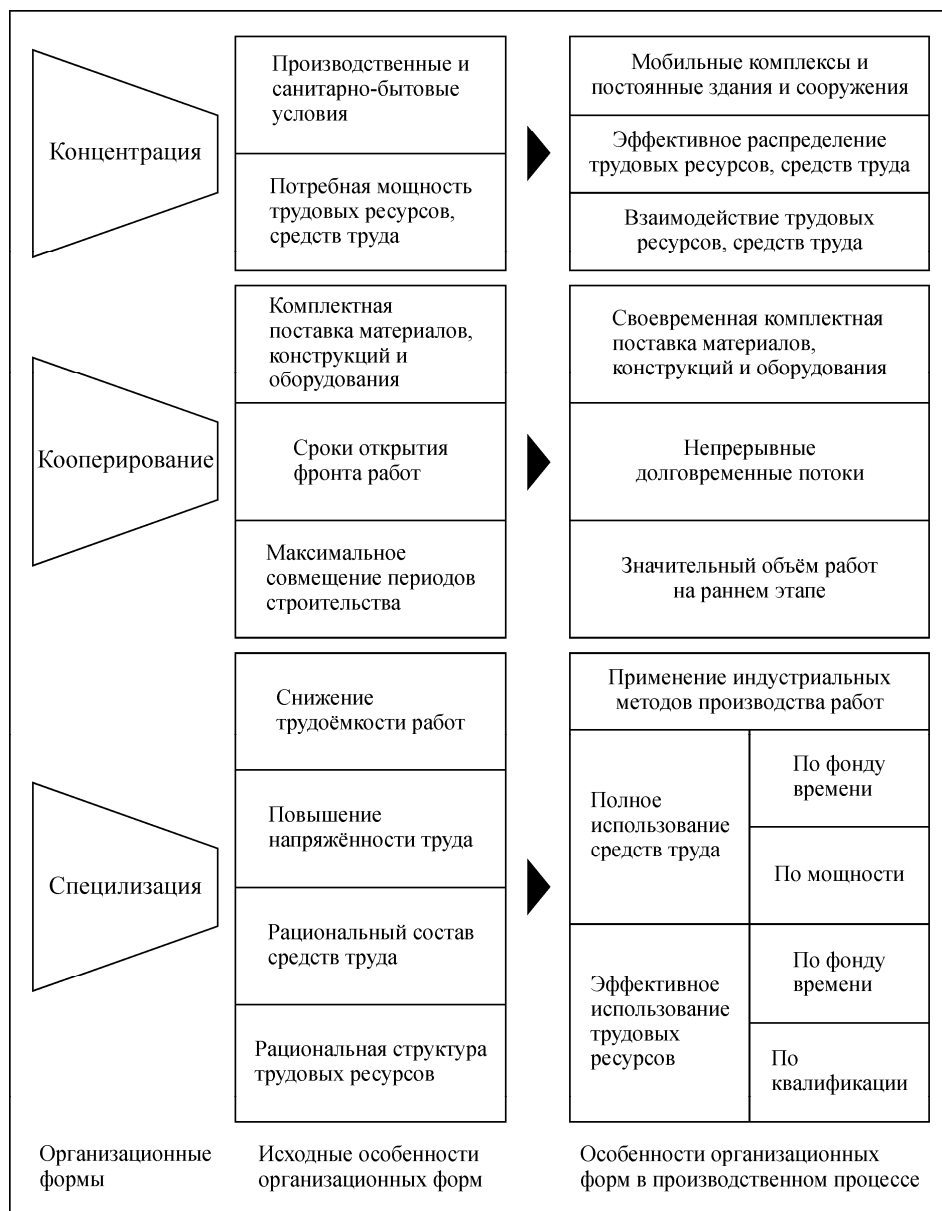 Концентрация
Производственные и
санитарно-бытовые
условия
Потребная мощность
трудовых ресурсов,
средств труда
Мобильные комплексы и
постоянные здания и сооружения
Эффективное распределение
трудовых ресурсов, средств труда
Взаимодействие трудовых
ресурсов, средств труда
Кооперирование
Комплектная
поставка материалов,
конструкций и
оборудования
Сроки открытия
фронта работ
Максимальное
совмещение периодов
строительства
Своевременная комплектная
поставка материалов,
конструкций и оборудования
Непрерывные
долговременные потоки
Значительный объём работ
на раннем этапе
Специлизация
Снижение
трудоёмкости работ
Повышение
напряжённости труда
Рациональный состав
средств труда
Рациональная структура
трудовых ресурсов
Применение индустриальных
методов производства работ
Полное
использование
средств труда
По фонду
времени
По мощности
Эффективное
использование
трудовых
ресурсов
По фонду
времени
По
квалификации
Организационные
формы
Исходные особенности
организационных форм
Особенности организационных
форм в производственном процессе